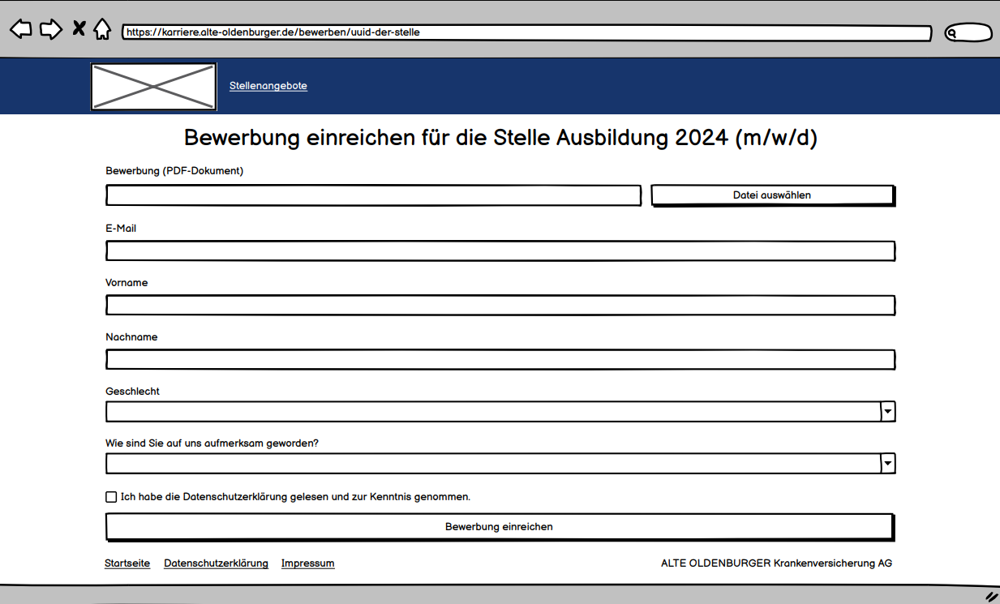 https://karriere.alte-oldenburger.de/bewerben/uuid-der-stelle
Stellenangebote
Bewerbung einreichen für die Stelle Ausbildung 2024 (m/w/d)
Bewerbung (PDF-Dokument)
Datei auswählen
E-Mail
Vorname
Nachname
Geschlecht
Wie sind Sie auf uns aufmerksam geworden?
Ich habe die Datenschutzerklärung gelesen und zur Kenntnis genommen.
Bewerbung einreichen
Startseite Datenschutzerklärung Impressum ALTE OLDENBURGER Krankenversicherung AG